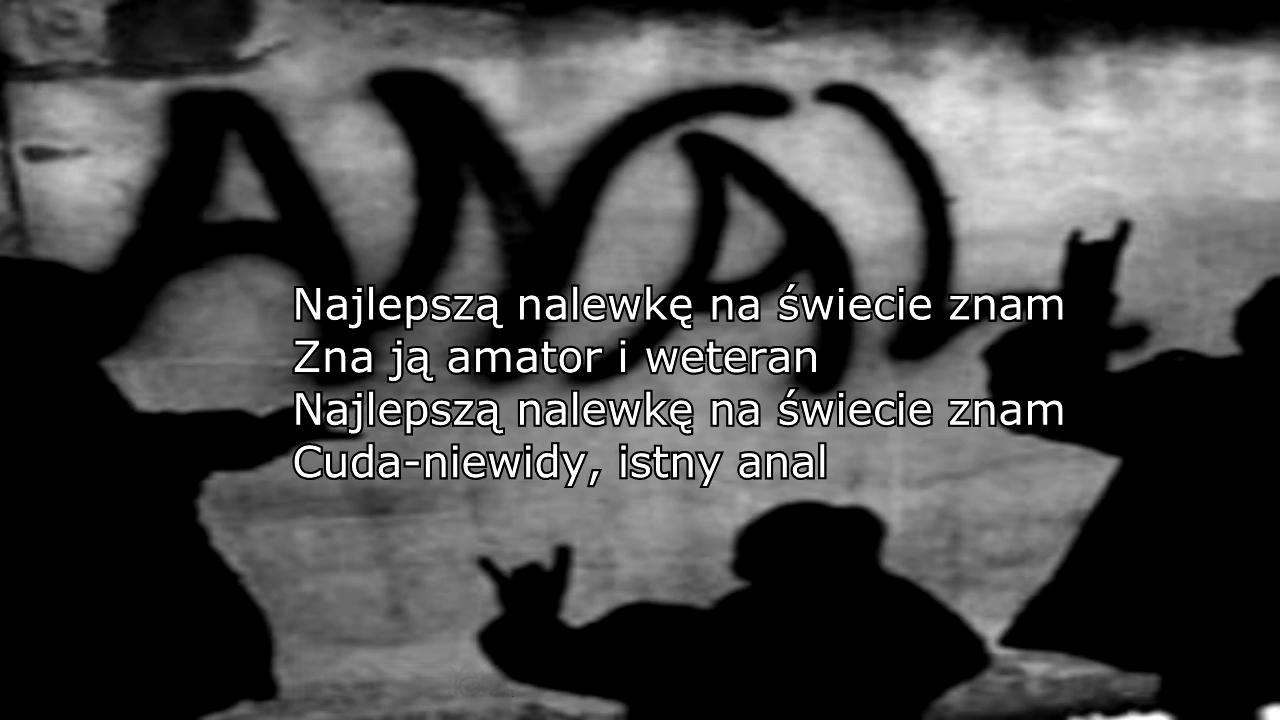 ANAL
Najlepszą nalewkę na świecie znam
Zna ją amator i weteran
Najlepszą nalewkę na świecie znam
Cuda-niewidy, istny anal